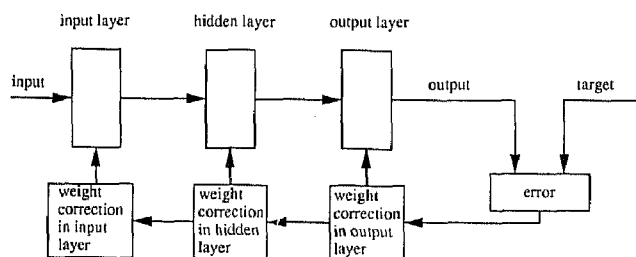 input layer
hidden layer
output layer
input
output
target
error
weight
correction
in input
layer
weight
correction
in hidden
layer
weight
correction
in output
layer